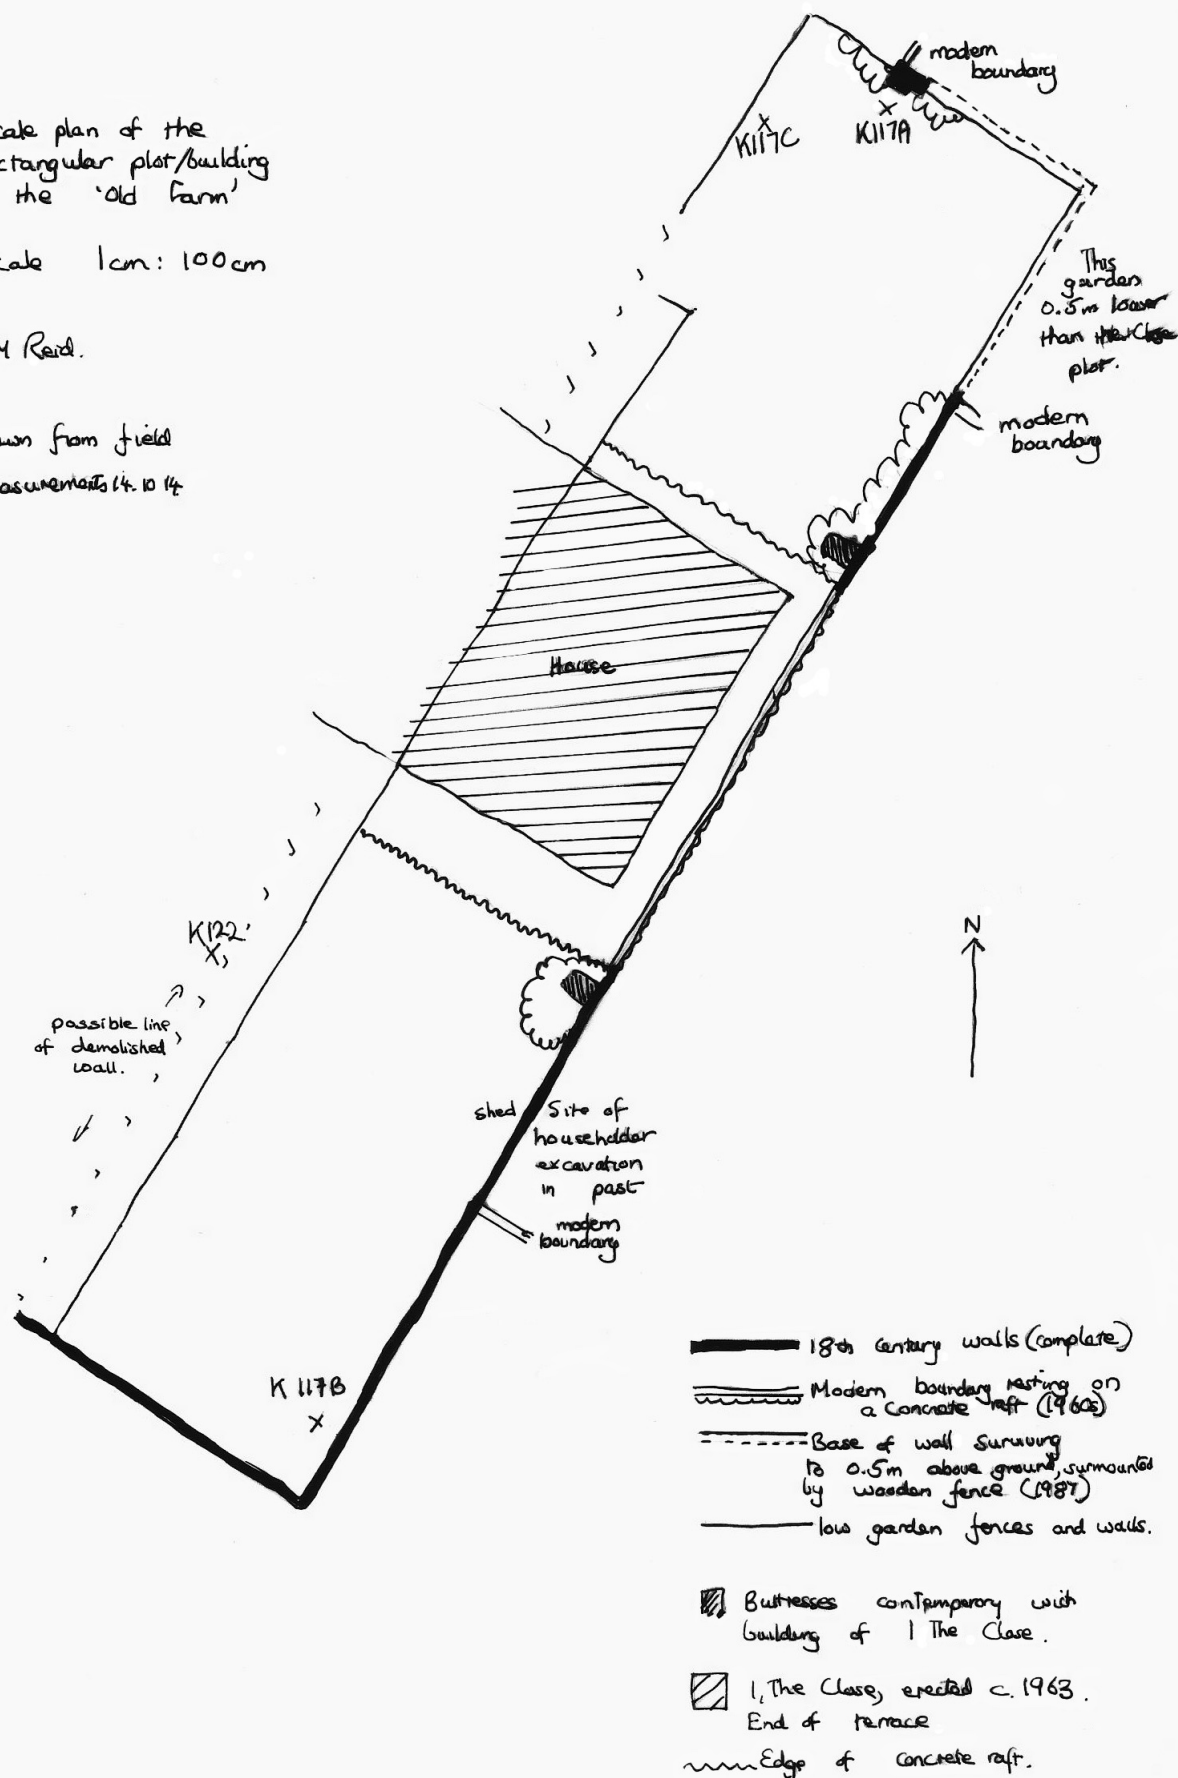 cale plan of the
ctangular plot/building
the 'Old Farm'
cale 1cm: 100cm
M Reid.
awn from field
asurements 14.10.14
modern
boundary
K117C
K117A
This
garden
0.5m lower
than the Close
plot.
modern
boundary
House
K122
possible line
of demolished
wall.
N
shed
Site of
householder
excavation
in past
modern
boundary
K 117B
18th century walls (complete)
Modern boundary resting on
a concrete raft (1960s)
Base of wall surviving
to 0.5m above ground, surmounted
by wooden fence (1987)
low garden fences and walls.
Buttresses contemporary with
building of 1 The Close.
1, The Close, erected c. 1963.
End of terrace
Edge of concrete raft.